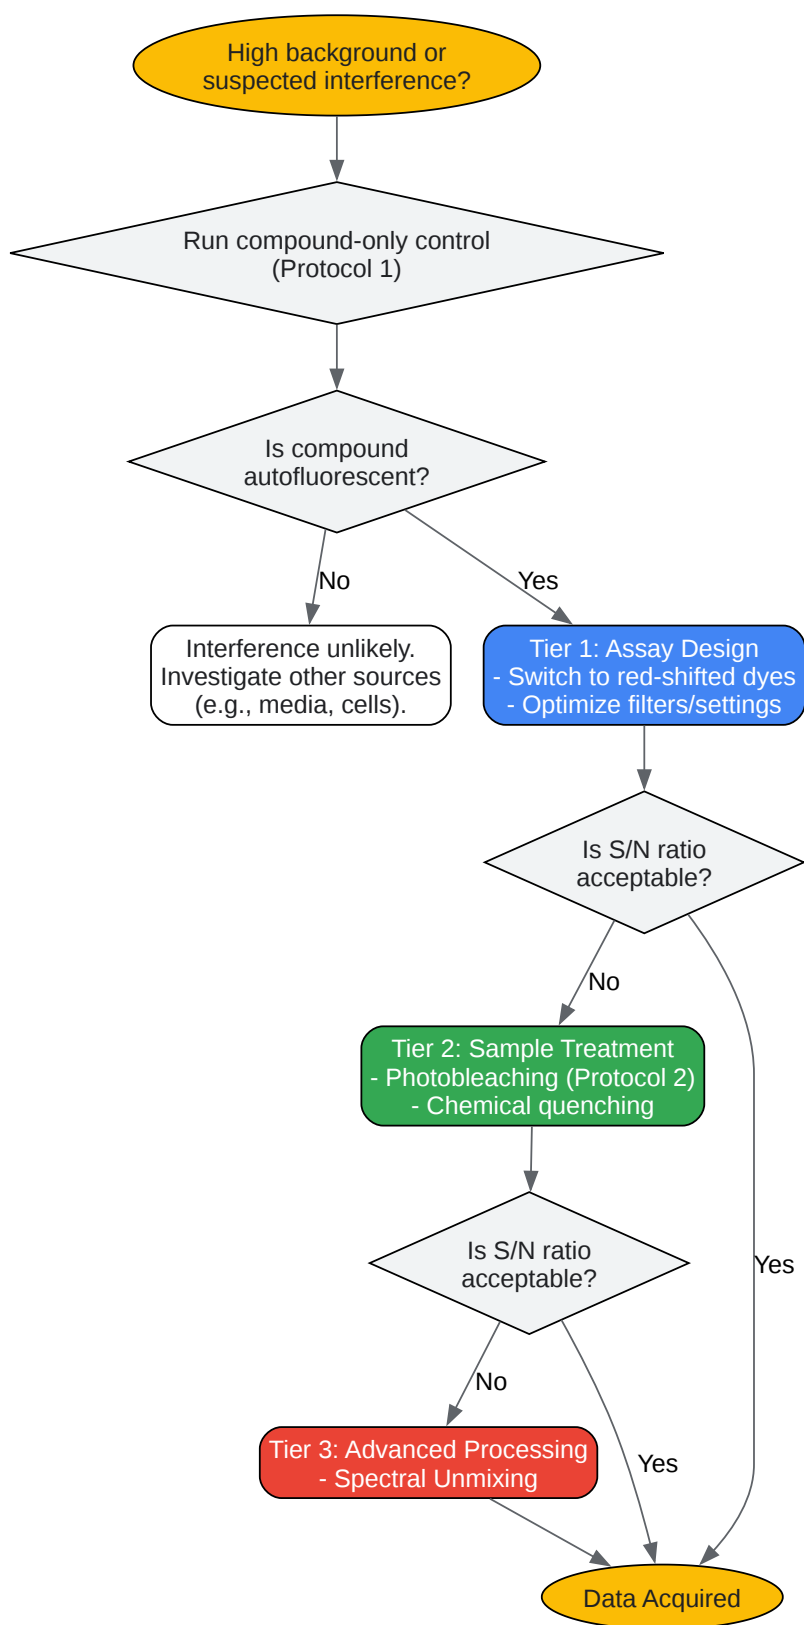 High background or
suspected interference?
Run compound-only control
(Protocol 1)
Is compound
autofluorescent?
No
Yes
Interference unlikely.
Investigate other sources
(e.g., media, cells).
Tier 1: Assay Design
- Switch to red-shifted dyes
- Optimize filters/settings
Is S/N ratio
acceptable?
No
Tier 2: Sample Treatment
- Photobleaching (Protocol 2)
- Chemical quenching
Is S/N ratio
acceptable?
Yes
No
Tier 3: Advanced Processing
- Spectral Unmixing
Yes
Data Acquired